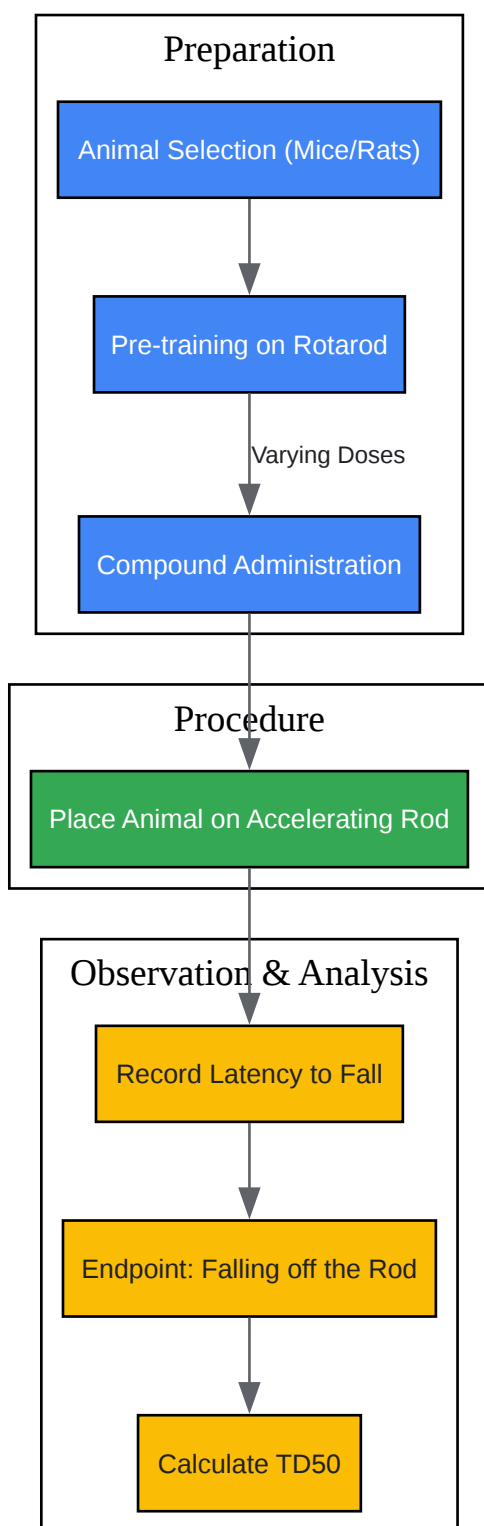 Preparation
Animal Selection (Mice/Rats)
Pre-training on Rotarod
Varying Doses
Compound Administration
Procedure
Place Animal on Accelerating Rod
Observation & Analysis
Record Latency to Fall
Endpoint: Falling off the Rod
Calculate TD50